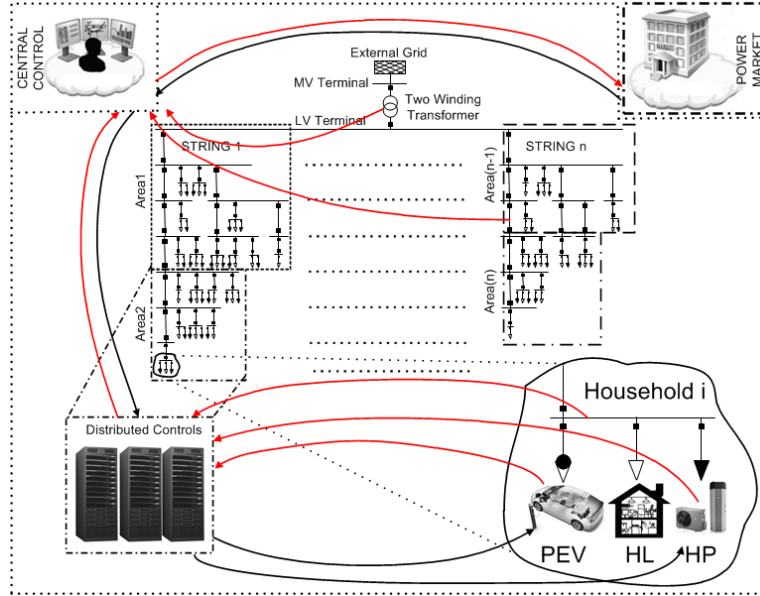 CENTRAL
CONTROL
External Grid
MV Terminal
Two Winding
Transformer
LV Terminal
POWER
MARKET
STRING 1
STRING n
Area1
Area(n-1)
Area2
Area(n)
Distributed Controls
Household i
PEV
HL
HP